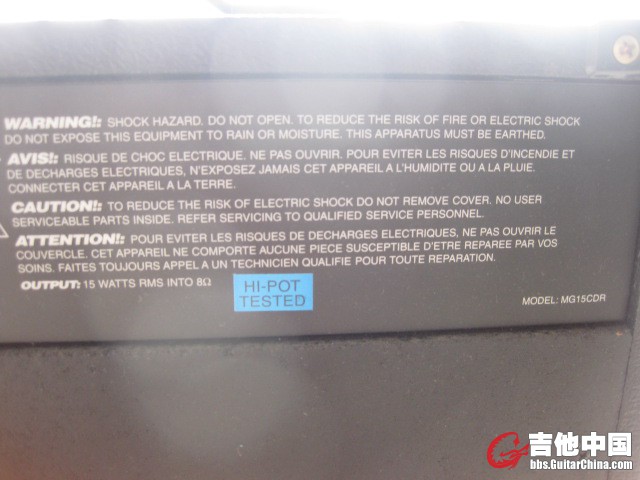 WARNING!: SHOCK HAZARD. DO NOT OPEN. TO REDUCE THE RISK OF FIRE OR ELECTRIC SHOCK
DO NOT EXPOSE THIS EQUIPMENT TO RAIN OR MOISTURE. THIS APPARATUS MUST BE EARTHED.
AVIS!: RISQUE DE CHOC ELECTRIQUE. NE PAS OUVRIR. POUR EVITER LES RISQUES D'INCENDIE ET
DE DECHARGES ELECTRIQUES, N'EXPOSEZ JAMAIS CET APPAREIL A L'HUMIDITE OU A LA PLUIE.
CONNECTER CET APPAREIL A LA TERRE.
CAUTION!: TO REDUCE THE RISK OF ELECTRIC SHOCK DO NOT REMOVE COVER. NO USER
SERVICEABLE PARTS INSIDE. REFER SERVICING TO QUALIFIED SERVICE PERSONNEL.
ATTENTION!: POUR EVITER LES RISQUES DE DECHARGES ELECTRIQUES, NE PAS OUVRIR LE
COUVERCLE. CET APPAREIL NE COMPORTE AUCUNE PIECE SUSCEPTIBLE D'ETRE REPAREE PAR VOS
SOINS. FAITES TOUJOURS APPEL A UN TECHNICIEN QUALIFIE POUR TOUTE REPARATION.
OUTPUT: 15 WATTS RMS INTO 8Ω
HI-POT
TESTED
MODEL: MG15CDR
吉他中国
bbs.GuitarChina.com